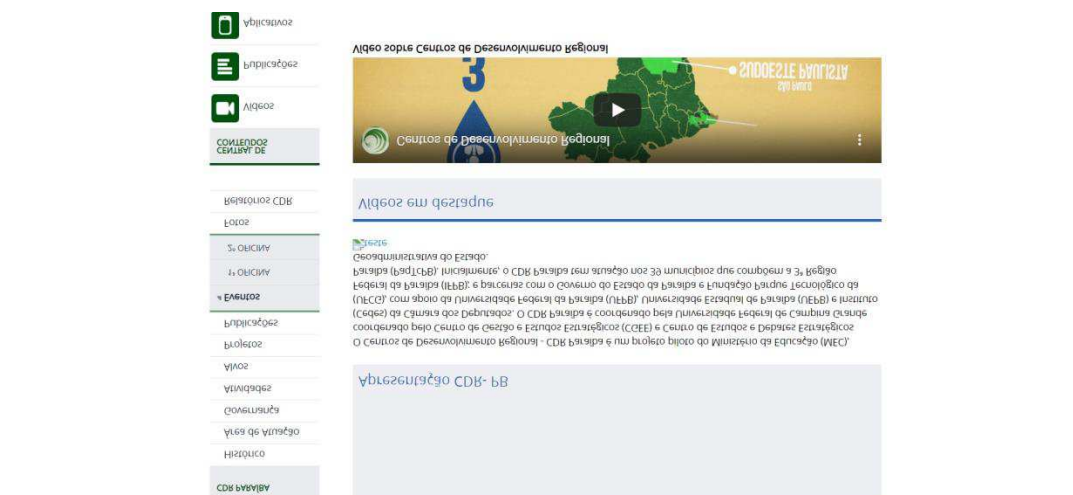 CDR PARAÍBA
Histórico
Área de Atuação
Governança
Atividades
Alvos
Projetos
Publicações
Eventos
1ª OFICINA
2ª OFICINA
Fotos
Relatórios CDR
CENTRAL DE
CONTEÚDOS
Vídeos
Publicações
Aplicativos
Apresentação CDR- PB
O Centros de Desenvolvimento Regional - CDR Paraíba é um projeto piloto do Ministério da Educação (MEC),
coordenado pelo Centro de Gestão e Estudos Estratégicos (CGEE) e Centro de Estudos e Debates Estratégicos
(Cedes) da Câmara dos Deputados. O CDR Paraíba é coordenado pela Universidade Federal de Campina Grande
(UFCG), com apoio da Universidade Federal da Paraíba (UFPB), Universidade Estadual de Paraíba (UEPB) e Instituto
Federal da Paraíba (IFPB); e parcerias com o Governo do Estado da Paraíba e Fundação Parque Tecnológico da
Paraíba (PaqTcPB). Inicialmente, o CDR Paraíba tem atuação nos 39 municípios que compõem a 3ª Região
Geoadministrativa do Estado.
teste
Vídeos em destaque
Centros de Desenvolvimento Regional
3
SÃO PAULO
SUDOESTE PAULISTA
Vídeo sobre Centros de Desenvolvimento Regional